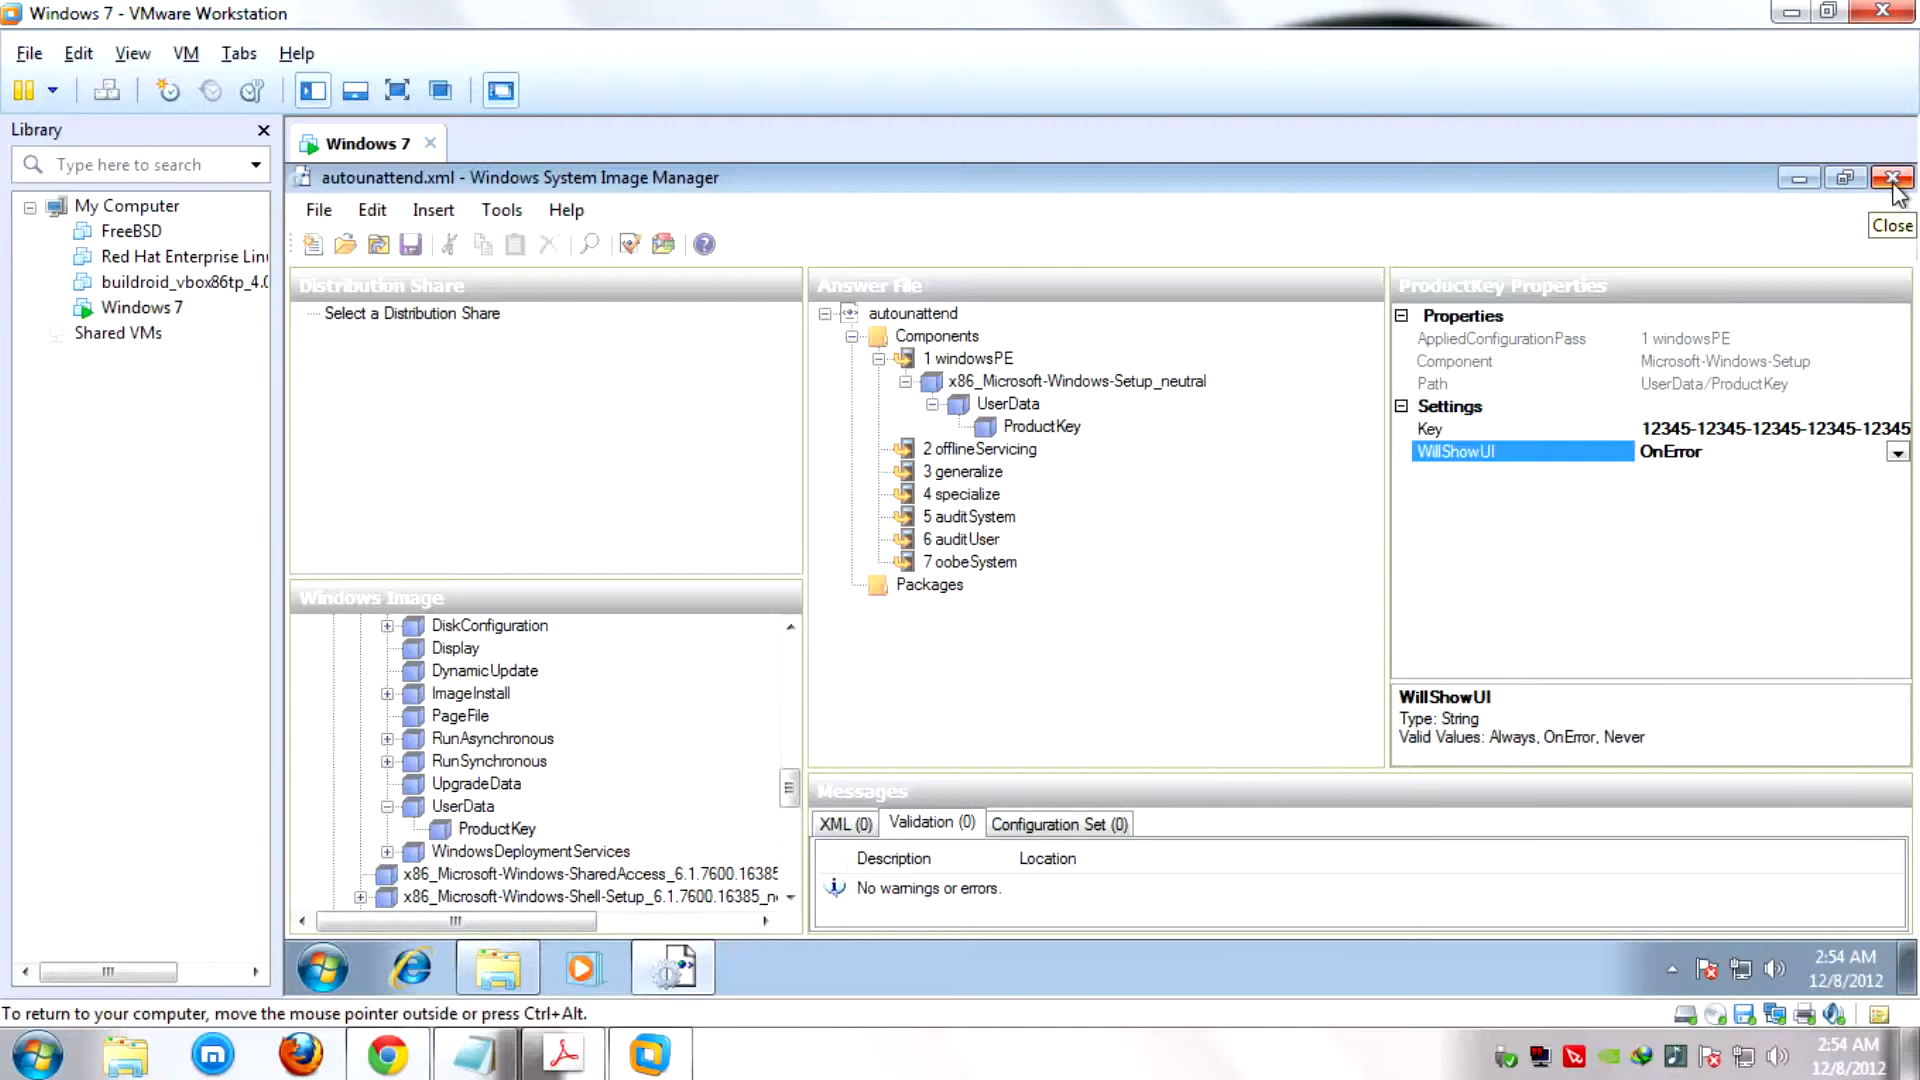 Windows 7 - VMware Workstation
File Edit View VM Tabs Help
Library
Type here to search
My Computer
FreeBSD
Red Hat Enterprise Linu
buildroid_vbox86tp_4.0
Windows 7
Shared VMs
Windows 7
autounattend.xml - Windows System Image Manager
File Edit Insert Tools Help
Close
Distribution Share
Select a Distribution Share
Windows Image
DiskConfiguration
Display
DynamicUpdate
ImageInstall
PageFile
RunAsynchronous
RunSynchronous
UpgradeData
UserData
ProductKey
WindowsDeploymentServices
x86_Microsoft-Windows-SharedAccess_6.1.7600.16385
x86_Microsoft-Windows-Shell-Setup_6.1.7600.16385_n
Answer File
autounattend
Components
1 windowsPE
x86_Microsoft-Windows-Setup_neutral
UserData
ProductKey
2 offlineServicing
3 generalize
4 specialize
5 auditSystem
6 auditUser
7 oobeSystem
Packages
ProductKey Properties
Properties
AppliedConfigurationPass 1 windowsPE
Component Microsoft-Windows-Setup
Path UserData/ProductKey
Settings
Key 12345-12345-12345-12345-12345
WillShowUI OnError
WillShowUI
Type: String
Valid Values: Always, OnError, Never
Messages
XML (0) Validation (0) Configuration Set (0)
Description Location
No warnings or errors.
2:54 AM
12/8/2012
To return to your computer, move the mouse pointer outside or press Ctrl+Alt.
2:54 AM
12/8/2012